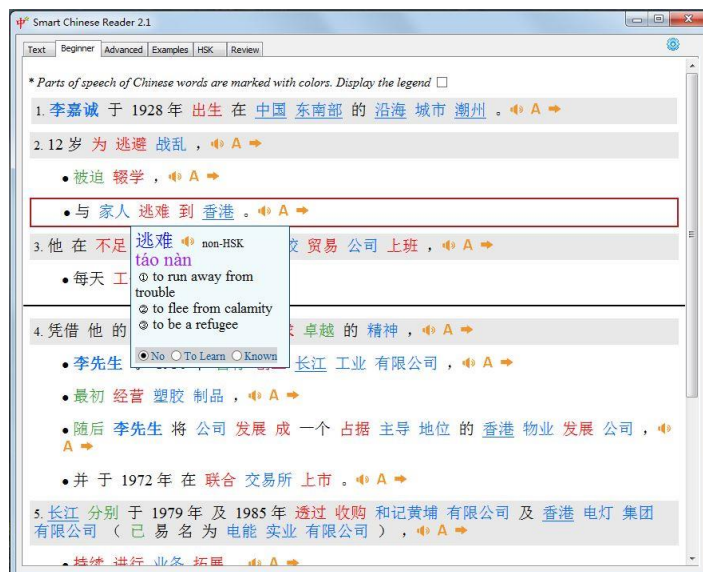 Smart Chinese Reader 2.1
Text Beginner Advanced Examples HSK Review
* Parts of speech of Chinese words are marked with colors. Display the legend
1. 李嘉诚 于 1928 年 出生 在 中国 东南部 的 沿海 城市 潮州 。 A
2. 12 岁 为 逃避 战乱 ， A
● 被迫 辍学 ， A
● 与 家人 逃难 到 香港 。 A
逃难 non-HSK
táo nàn
① to run away from
trouble
② to flee from calamity
③ to be a refugee
No To Learn Known
3. 他 在 不足 贸易 公司 上班 ， A
● 每天 工
4. 凭借 他 的 卓越 的 精神 ， A
● 李先生 长江 工业 有限公司 ， A
● 最初 经营 塑胶 制品 ， A
● 随后 李先生 将 公司 发展 成 一个 占据 主导 地位 的 香港 物业 发展 公司 ，
A
● 并 于 1972 年 在 联合 交易所 上市 。 A
5. 长江 分别 于 1979 年 及 1985 年 透过 收购 和记黄埔 有限公司 及 香港 电灯 集团
有限公司 （ 已 易 名 为 电能 实业 有限公司 ） ， A
● 持续 进行 业务 拓展 A